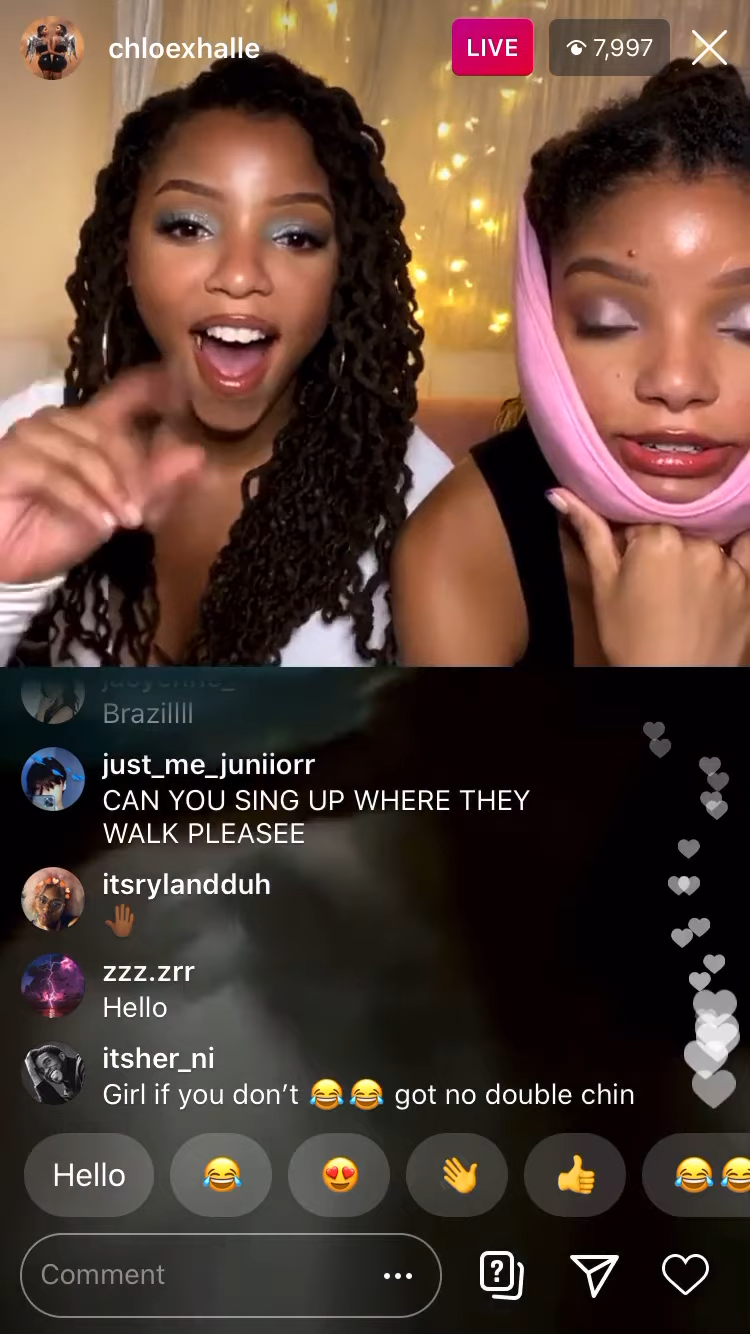 chloexhalle
LIVE
7,997
Brazillll
just_me_juniiorr
CAN YOU SING UP WHERE THEY
WALK PLEASEE
itsrylandduh
🤚🏾
zzz.zrr
Hello
itsher_ni
Girl if you don’t 😂😂 got no double chin
Hello
😂
😍
👋
👍
😂😂
Comment